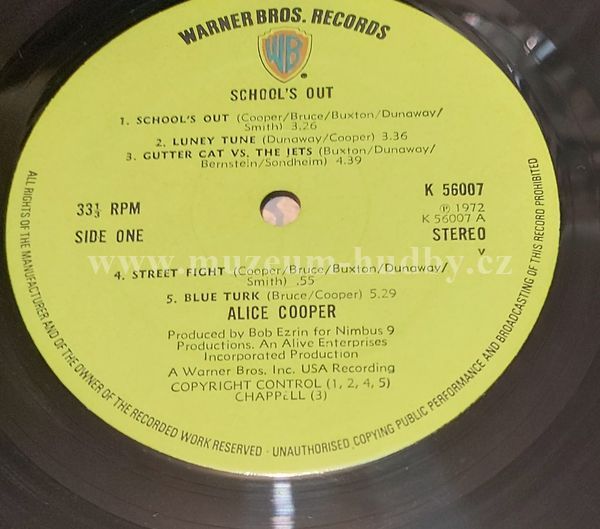 WARNER BROS. RECORDS
WB
®
SCHOOL'S OUT
1. SCHOOL'S OUT (Cooper/Bruce/Buxton/Dunaway/
Smith) 3.26
2. LUNEY TUNE (Dunaway/Cooper) 3.36
3. GUTTER CAT VS. THE JETS (Buxton/Dunaway/
Bernstein/Sondheim) 4.39
33⅓ RPM
SIDE ONE
K 56007
℗ 1972
K 56007 A
STEREO
V
www.muzeum-hudby.cz
4. STREET FIGHT (Cooper/Bruce/Buxton/Dunaway/
Smith) .55
5. BLUE TURK (Bruce/Cooper) 5.29
ALICE COOPER
Produced by Bob Ezrin for Nimbus 9
Productions. An Alive Enterprises
Incorporated Production
A Warner Bros. Inc. USA Recording
COPYRIGHT CONTROL (1, 2, 4, 5)
CHAPPELL (3)
ALL RIGHTS OF THE MANUFACTURER AND OF THE OWNER OF THE RECORDED WORK RESERVED · UNAUTHORISED COPYING PUBLIC PERFORMANCE AND BROADCASTING OF THIS RECORD PROHIBITED